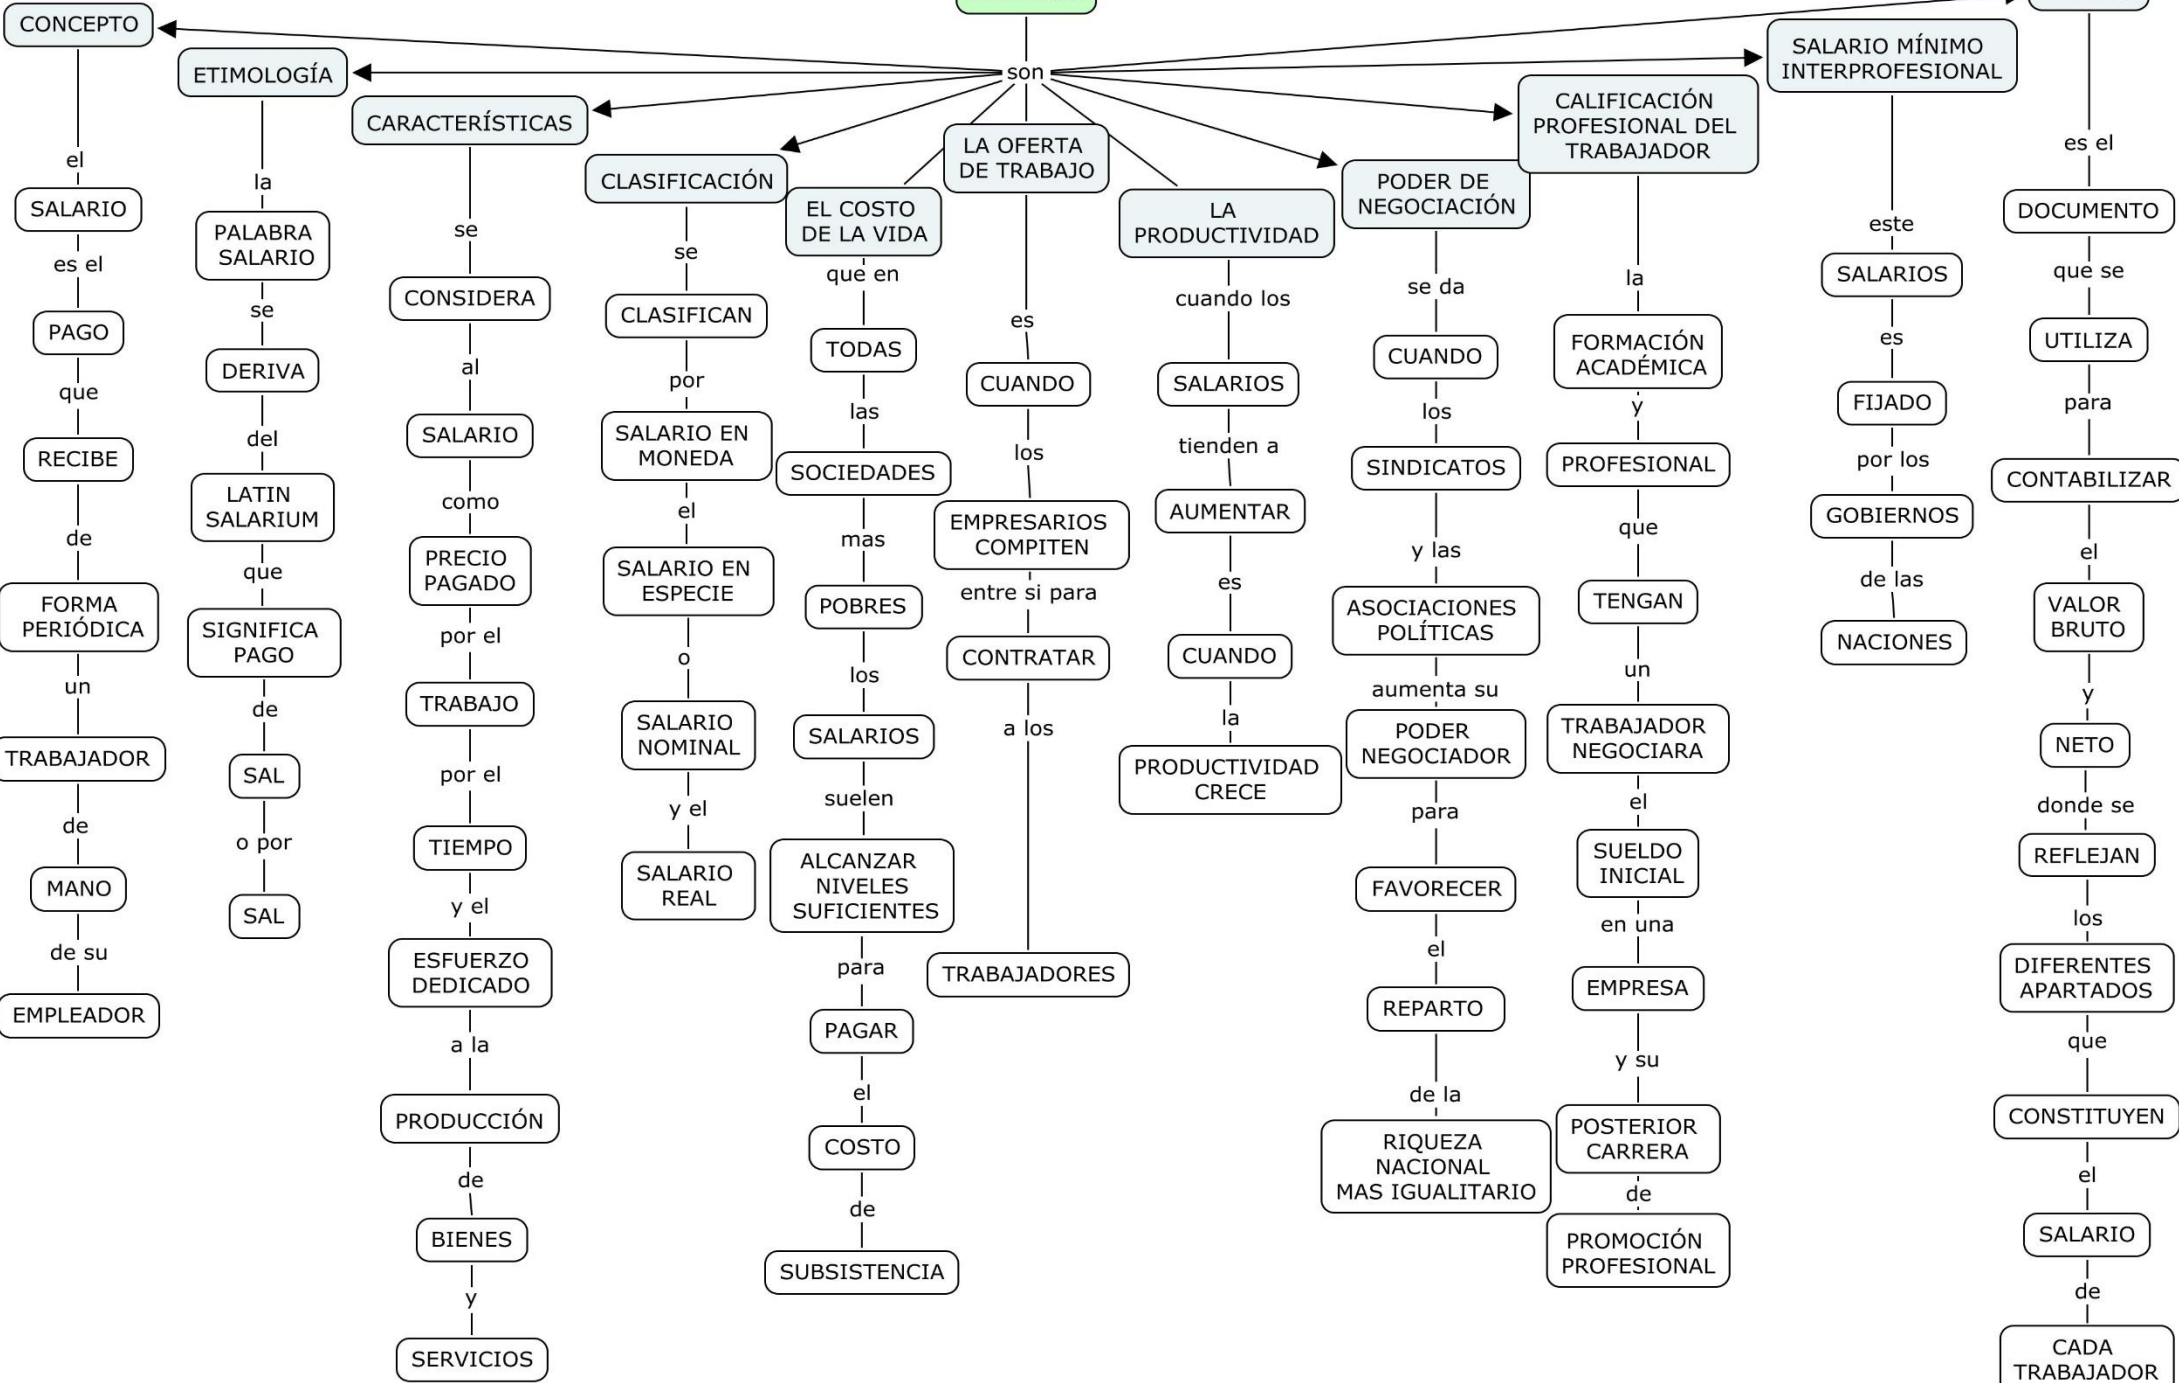 son
CONCEPTO
el
SALARIO
es el
PAGO
que
RECIBE
de
FORMA
PERIÓDICA
un
TRABAJADOR
de
MANO
de su
EMPLEADOR
ETIMOLOGÍA
la
PALABRA
SALARIO
se
DERIVA
del
LATIN
SALARIUM
que
SIGNIFICA
PAGO
de
SAL
o por
SAL
CARACTERÍSTICAS
se
CONSIDERA
al
SALARIO
como
PRECIO
PAGADO
por el
TRABAJO
por el
TIEMPO
y el
ESFUERZO
DEDICADO
a la
PRODUCCIÓN
de
BIENES
y
SERVICIOS
CLASIFICACIÓN
se
CLASIFICAN
por
SALARIO EN
MONEDA
el
SALARIO EN
ESPECIE
o
SALARIO
NOMINAL
y el
SALARIO
REAL
EL COSTO
DE LA VIDA
que en
TODAS
las
SOCIEDADES
mas
POBRES
los
SALARIOS
suelen
ALCANZAR
NIVELES
SUFICIENTES
para
PAGAR
el
COSTO
de
SUBSISTENCIA
LA OFERTA
DE TRABAJO
es
CUANDO
los
EMPRESARIOS
COMPITEN
entre si para
CONTRATAR
a los
TRABAJADORES
LA
PRODUCTIVIDAD
cuando los
SALARIOS
tienden a
AUMENTAR
es
CUANDO
la
PRODUCTIVIDAD
CRECE
PODER DE
NEGOCIACIÓN
se da
CUANDO
los
SINDICATOS
y las
ASOCIACIONES
POLÍTICAS
aumenta su
PODER
NEGOCIADOR
para
FAVORECER
el
REPARTO
de la
RIQUEZA
NACIONAL
MAS IGUALITARIO
CALIFICACIÓN
PROFESIONAL DEL
TRABAJADOR
la
FORMACIÓN
ACADÉMICA
y
PROFESIONAL
que
TENGAN
un
TRABAJADOR
NEGOCIARA
el
SUELDO
INICIAL
en una
EMPRESA
y su
POSTERIOR
CARRERA
de
PROMOCIÓN
PROFESIONAL
SALARIO MÍNIMO
INTERPROFESIONAL
este
SALARIOS
es
FIJADO
por los
GOBIERNOS
de las
NACIONES
es el
DOCUMENTO
que se
UTILIZA
para
CONTABILIZAR
el
VALOR
BRUTO
y
NETO
donde se
REFLEJAN
los
DIFERENTES
APARTADOS
que
CONSTITUYEN
el
SALARIO
de
CADA
TRABAJADOR